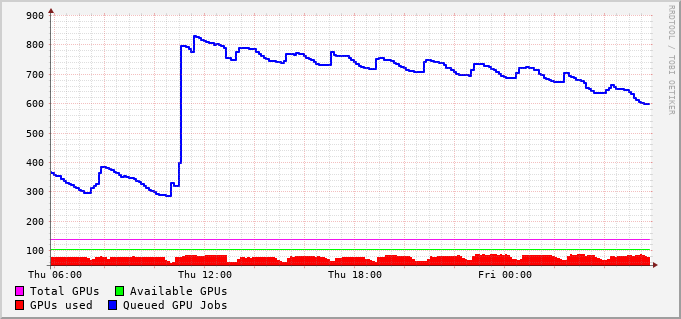 900
800
700
600
500
400
300
200
100
Thu 06:00 Thu 12:00 Thu 18:00 Fri 00:00
Total GPUs Available GPUs
GPUs used Queued GPU Jobs
RRDTOOL / TOBI OETIKER